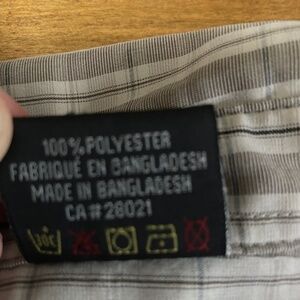 100% POLYESTER
FABRIQUÉ EN BANGLADESH
MADE IN BANGLADESH
CA # 28021